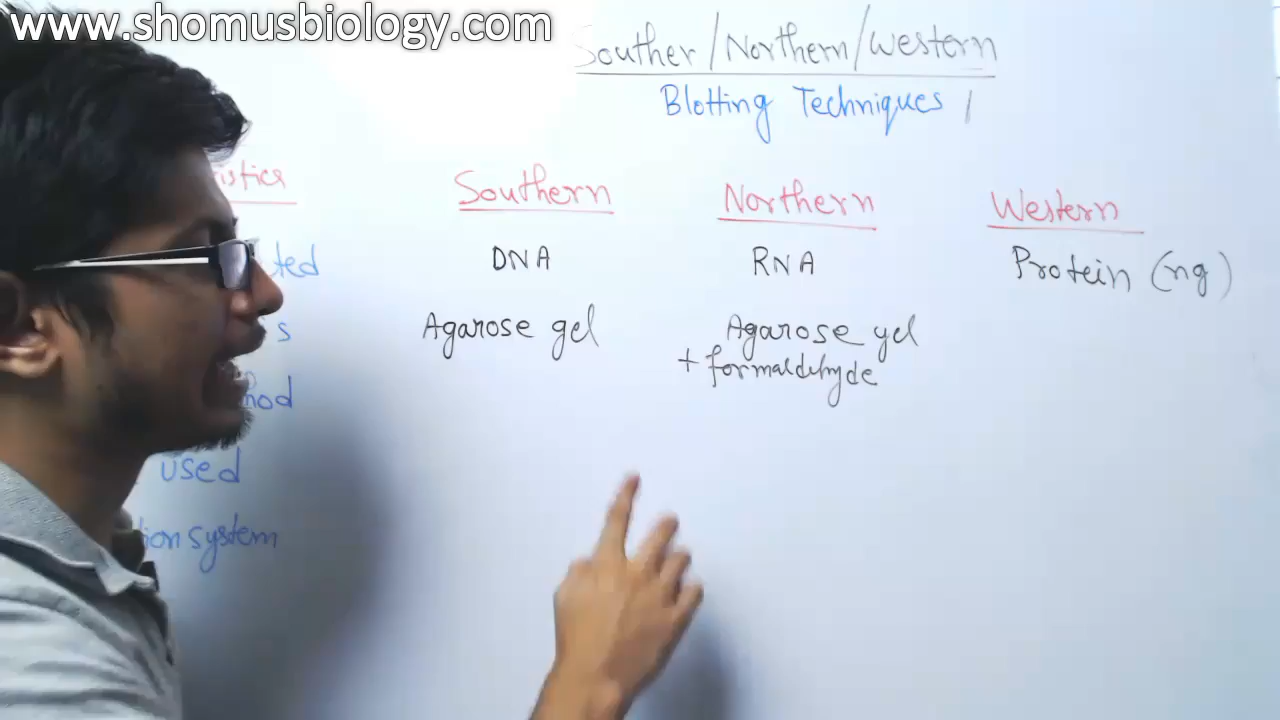 www.shomusbiology.com
Souther/Northern/Western
Blotting Techniques
Southern Northern Western
DNA RNA Protein (ng)
s Agarose gel Agarose gel
+ formaldehyde
used
system